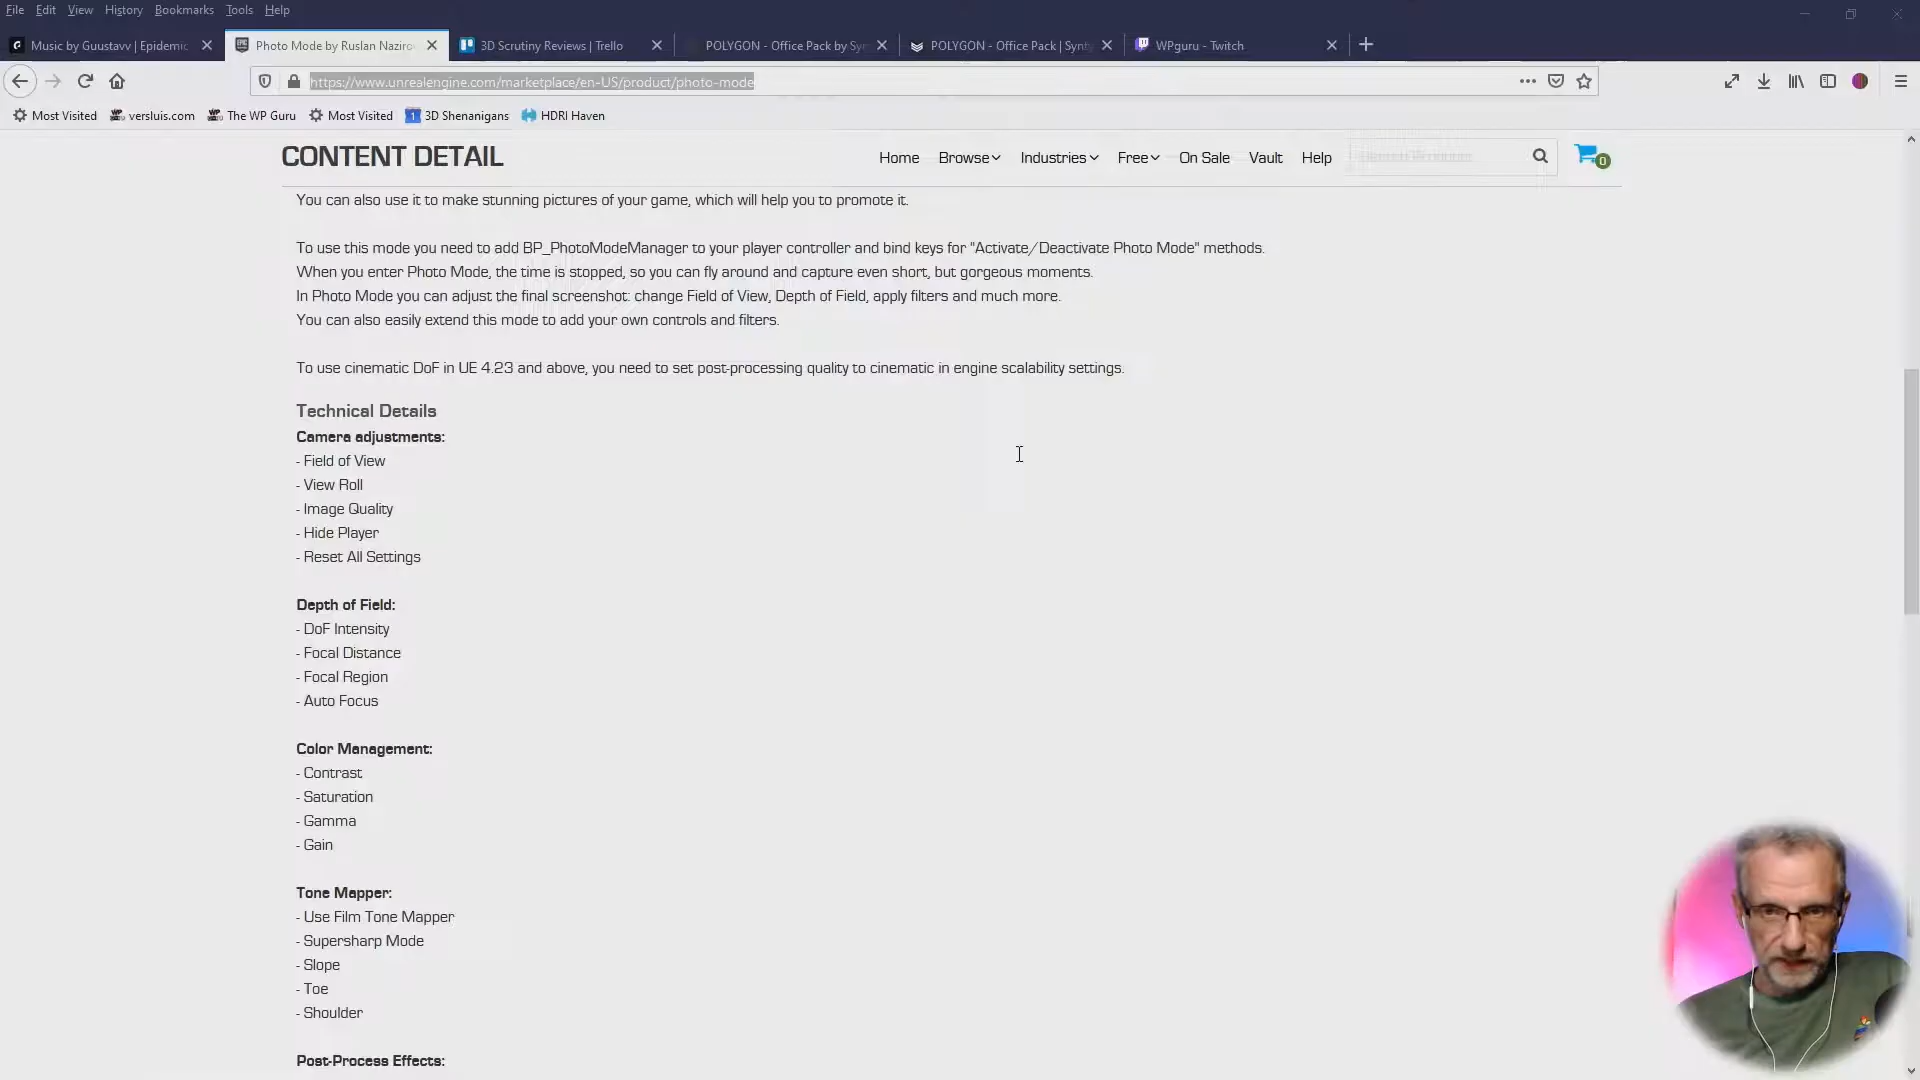 File Edit View History Bookmarks Tools Help
Music by Guustavv | Epidemic
Photo Mode by Ruslan Naziro
3D Scrutiny Reviews | Trello
POLYGON - Office Pack by Syn
POLYGON - Office Pack | Synty
WPguru - Twitch
https://www.unrealengine.com/marketplace/en-US/product/photo-mode
Most Visited versluis.com The WP Guru Most Visited 3D Shenanigans HDRI Haven
CONTENT DETAIL
Home Browse Industries Free On Sale Vault Help
0
You can also use it to make stunning pictures of your game, which will help you to promote it.
To use this mode you need to add BP_PhotoModeManager to your player controller and bind keys for "Activate/Deactivate Photo Mode" methods.
When you enter Photo Mode, the time is stopped, so you can fly around and capture even short, but gorgeous moments.
In Photo Mode you can adjust the final screenshot: change Field of View, Depth of Field, apply filters and much more.
You can also easily extend this mode to add your own controls and filters.
To use cinematic DoF in UE 4.23 and above, you need to set post-processing quality to cinematic in engine scalability settings.
Technical Details
Camera adjustments:
- Field of View
- View Roll
- Image Quality
- Hide Player
- Reset All Settings
Depth of Field:
- DoF Intensity
- Focal Distance
- Focal Region
- Auto Focus
Color Management:
- Contrast
- Saturation
- Gamma
- Gain
Tone Mapper:
- Use Film Tone Mapper
- Supersharp Mode
- Slope
- Toe
- Shoulder
Post-Process Effects: